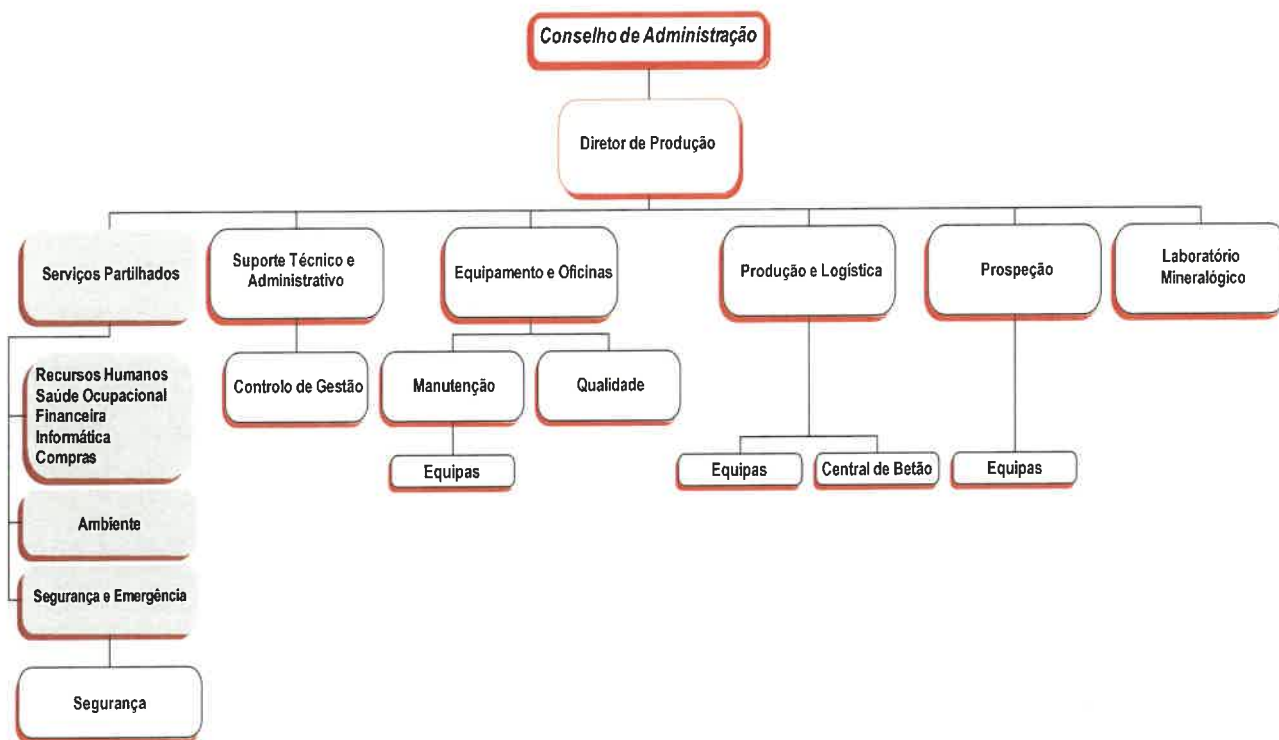 Conselho de Administração
Diretor de Produção
Serviços Partilhados
Suporte Técnico e
Administrativo
Equipamento e Oficinas
Produção e Logística
Prospeção
Laboratório
Mineralógico
Recursos Humanos
Saúde Ocupacional
Financeira
Informática
Compras
Controlo de Gestão
Manutenção
Qualidade
Equipas
Equipas
Central de Betão
Equipas
Ambiente
Segurança e Emergência
Segurança